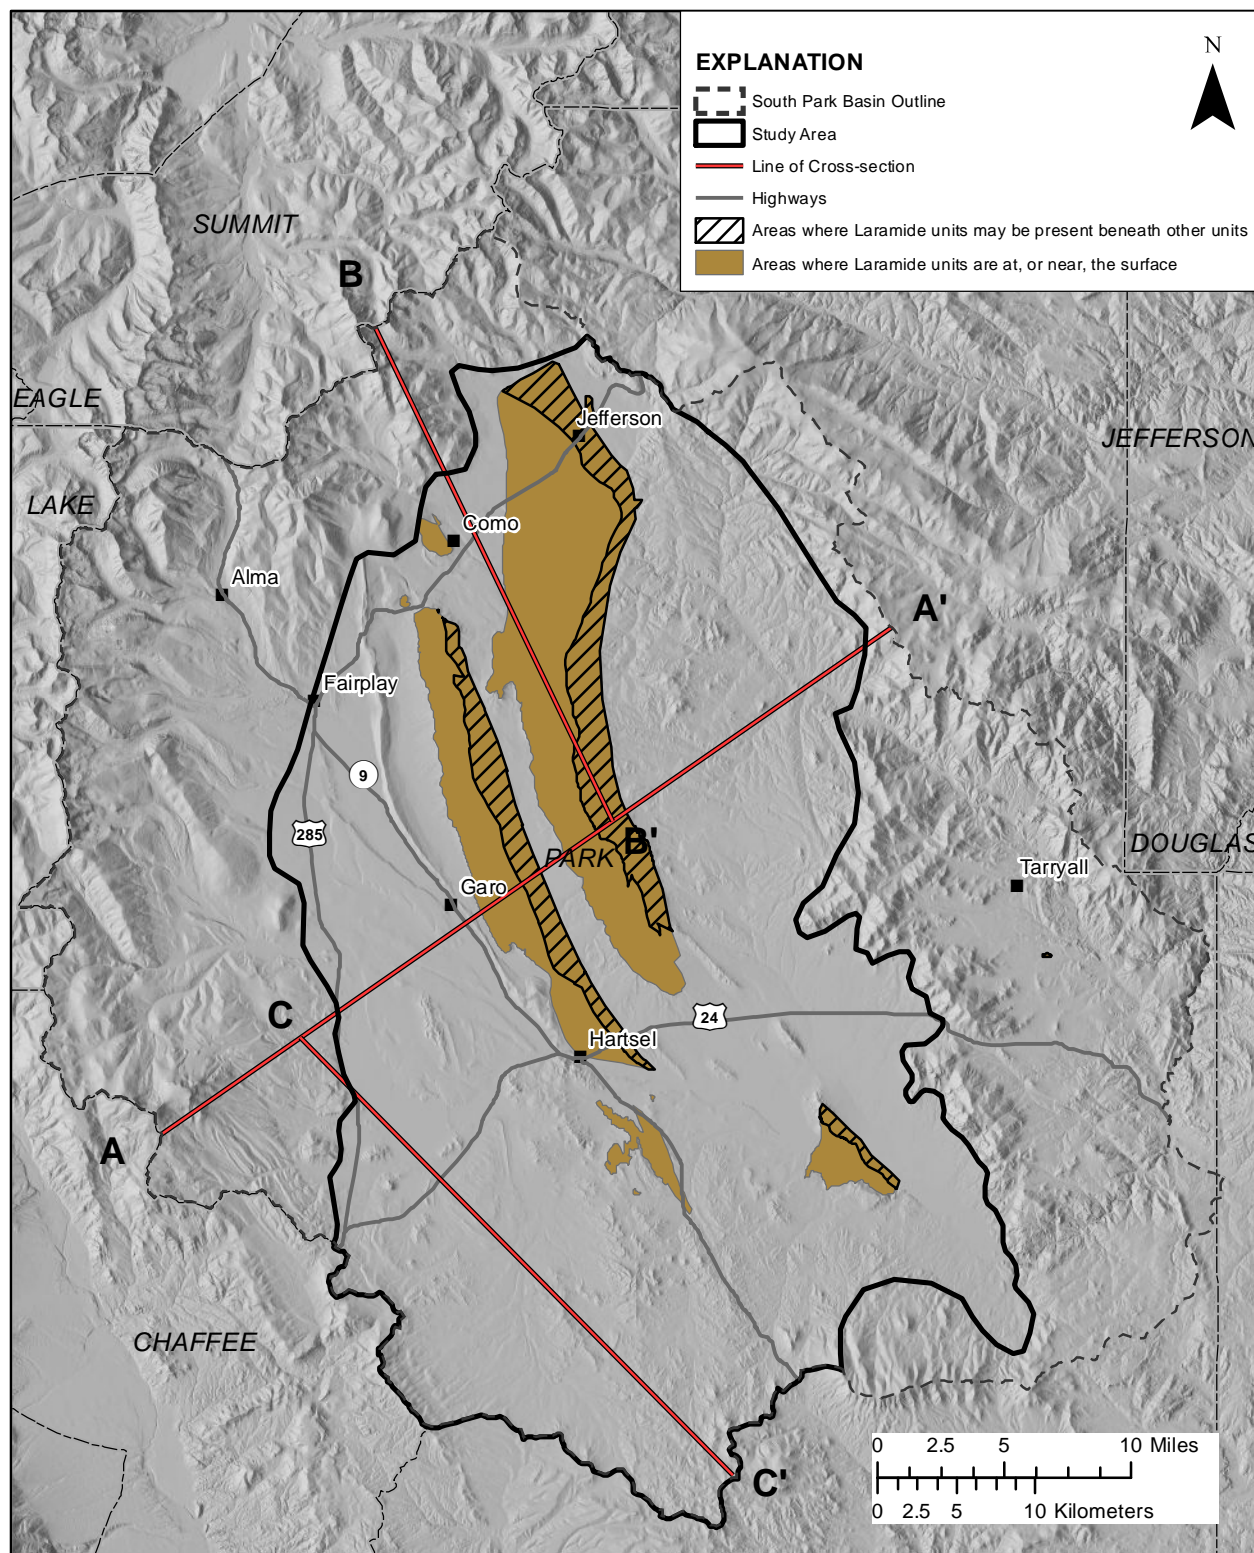 N
EXPLANATION
South Park Basin Outline
Study Area
Line of Cross-section
Highways
Areas where Laramide units may be present beneath other units
Areas where Laramide units are at, or near, the surface
SUMMIT
B
EAGLE
Jefferson
JEFFERSON
LAKE
Como
Alma
A'
Fairplay
9
285
B'
PARK
DOUGLAS
Tarryall
Garo
C
24
Hartsel
A
CHAFFEE
0 2.5 5 10 Miles
C'
0 2.5 5 10 Kilometers